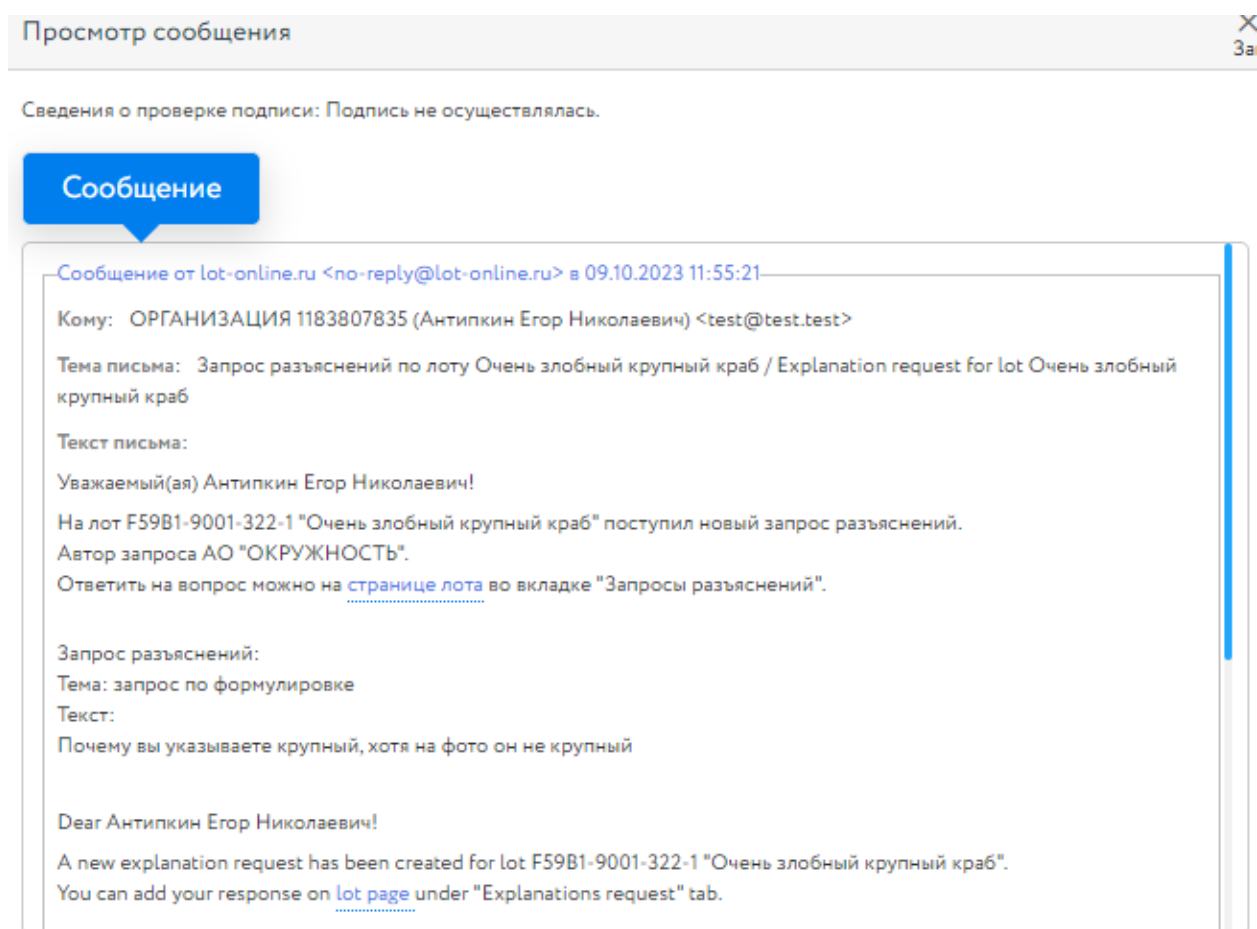 Просмотр сообщения
За
Сведения о проверке подписи: Подпись не осуществлялась.
Сообщение
Сообщение от lot-online.ru <no-reply@lot-online.ru> в 09.10.2023 11:55:21
Кому: ОРГАНИЗАЦИЯ 1183807835 (Антипкин Егор Николаевич) <test@test.test>
Тема письма: Запрос разъяснений по лоту Очень злобный крупный краб / Explanation request for lot Очень злобный
крупный краб
Текст письма:
Уважаемый(ая) Антипкин Егор Николаевич!
На лот F59B1-9001-322-1 "Очень злобный крупный краб" поступил новый запрос разъяснений.
Автор запроса АО "ОКРУЖНОСТЬ".
Ответить на вопрос можно на странице лота во вкладке "Запросы разъяснений".
Запрос разъяснений:
Тема: запрос по формулировке
Текст:
Почему вы указываете крупный, хотя на фото он не крупный
Dear Антипкин Егор Николаевич!
A new explanation request has been created for lot F59B1-9001-322-1 "Очень злобный крупный краб".
You can add your response on lot page under "Explanations request" tab.